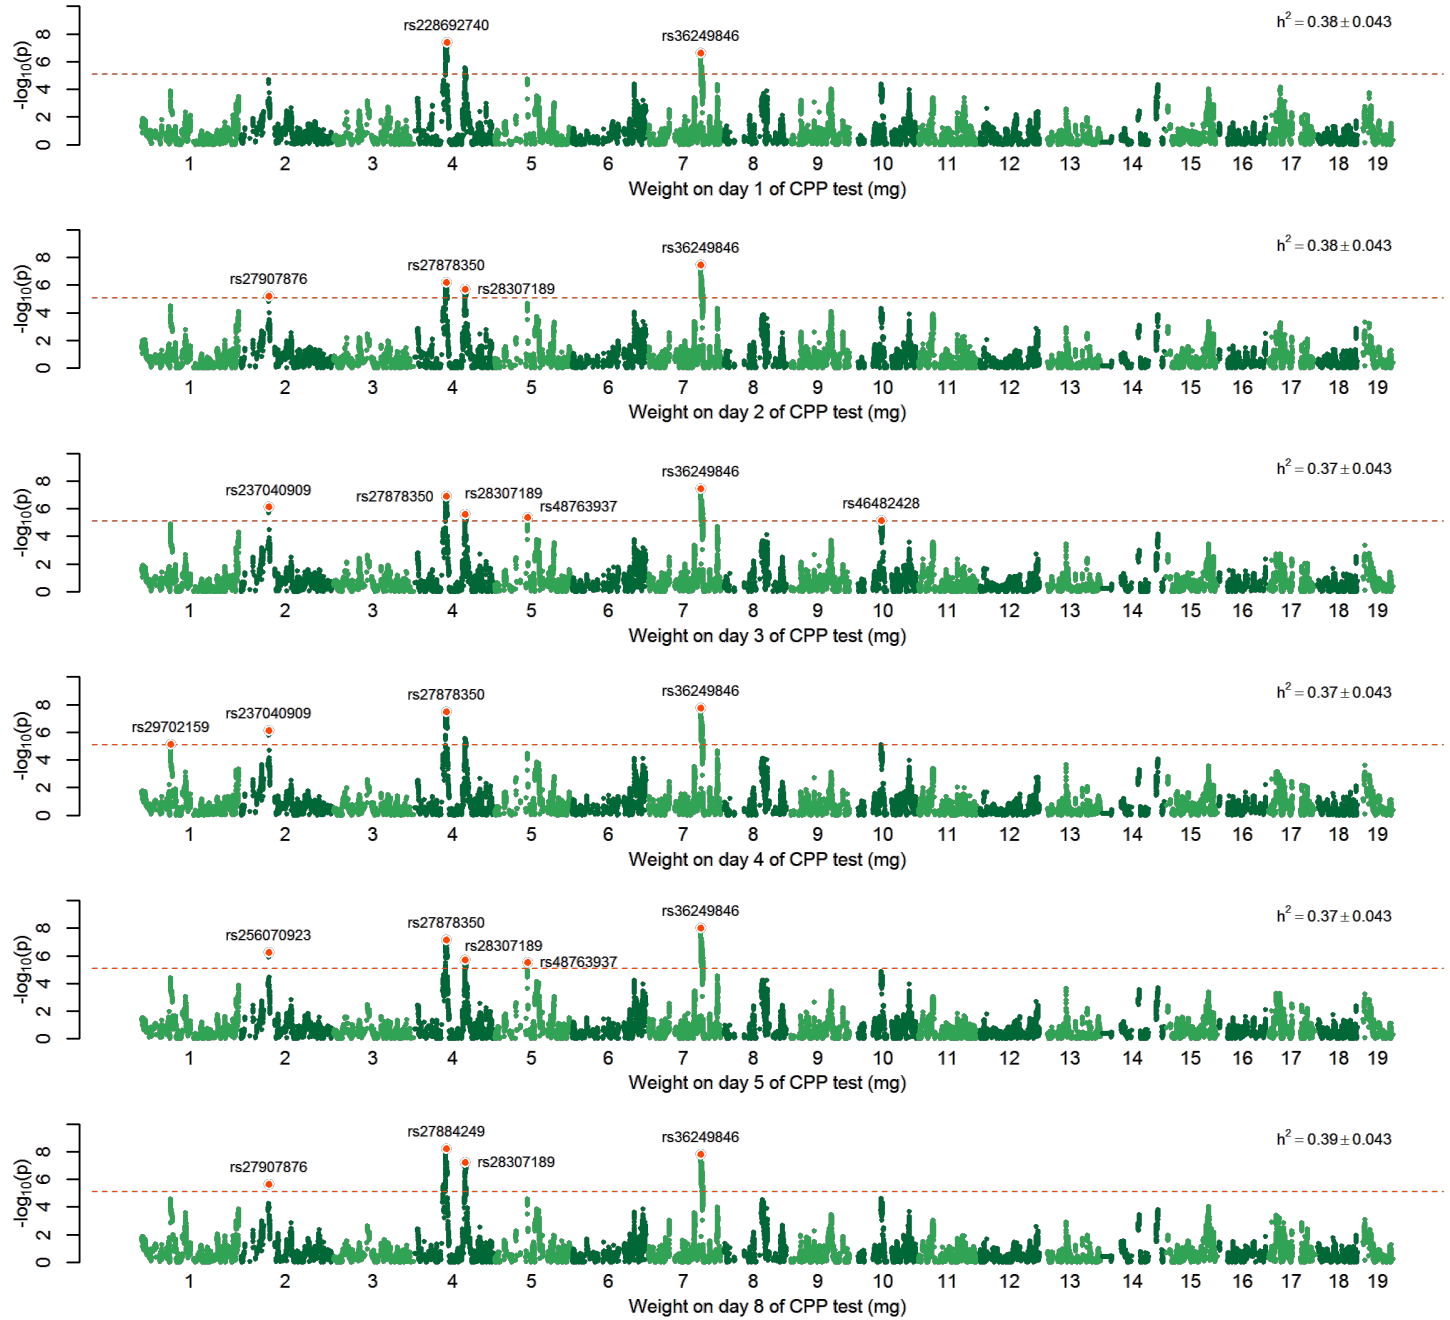 rs228692740
rs36249846
h² = 0.38 ± 0.043
-log₁₀(p)
0 2 4 6 8
1 2 3 4 5 6 7 8 9 10 11 12 13 14 15 16 17 18 19
Weight on day 1 of CPP test (mg)
rs36249846
h² = 0.38 ± 0.043
rs27878350
rs27907876
rs28307189
-log₁₀(p)
0 2 4 6 8
1 2 3 4 5 6 7 8 9 10 11 12 13 14 15 16 17 18 19
Weight on day 2 of CPP test (mg)
rs36249846
h² = 0.37 ± 0.043
rs237040909
rs27878350
rs28307189
rs48763937
rs46482428
-log₁₀(p)
0 2 4 6 8
1 2 3 4 5 6 7 8 9 10 11 12 13 14 15 16 17 18 19
Weight on day 3 of CPP test (mg)
rs27878350
rs36249846
h² = 0.37 ± 0.043
rs29702159
rs237040909
-log₁₀(p)
0 2 4 6 8
1 2 3 4 5 6 7 8 9 10 11 12 13 14 15 16 17 18 19
Weight on day 4 of CPP test (mg)
rs36249846
h² = 0.37 ± 0.043
rs27878350
rs256070923
rs28307189
rs48763937
-log₁₀(p)
0 2 4 6 8
1 2 3 4 5 6 7 8 9 10 11 12 13 14 15 16 17 18 19
Weight on day 5 of CPP test (mg)
rs27884249
rs36249846
h² = 0.39 ± 0.043
rs27907876
rs28307189
-log₁₀(p)
0 2 4 6 8
1 2 3 4 5 6 7 8 9 10 11 12 13 14 15 16 17 18 19
Weight on day 8 of CPP test (mg)